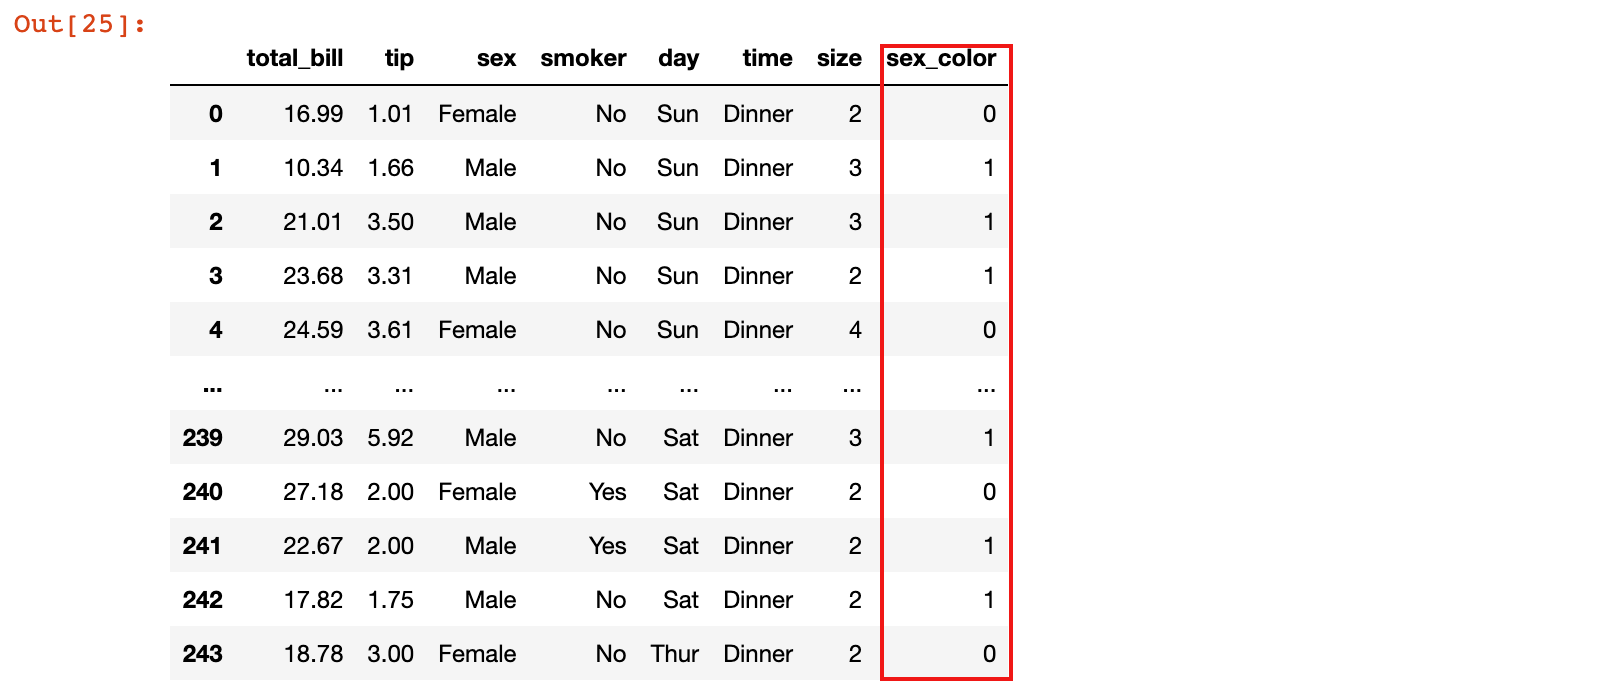 Out[25]:
total_bill tip sex smoker day time size sex_color
0 16.99 1.01 Female No Sun Dinner 2 0
1 10.34 1.66 Male No Sun Dinner 3 1
2 21.01 3.50 Male No Sun Dinner 3 1
3 23.68 3.31 Male No Sun Dinner 2 1
4 24.59 3.61 Female No Sun Dinner 4 0
... ... ... ... ... ... ... ... ...
239 29.03 5.92 Male No Sat Dinner 3 1
240 27.18 2.00 Female Yes Sat Dinner 2 0
241 22.67 2.00 Male Yes Sat Dinner 2 1
242 17.82 1.75 Male No Sat Dinner 2 1
243 18.78 3.00 Female No Thur Dinner 2 0